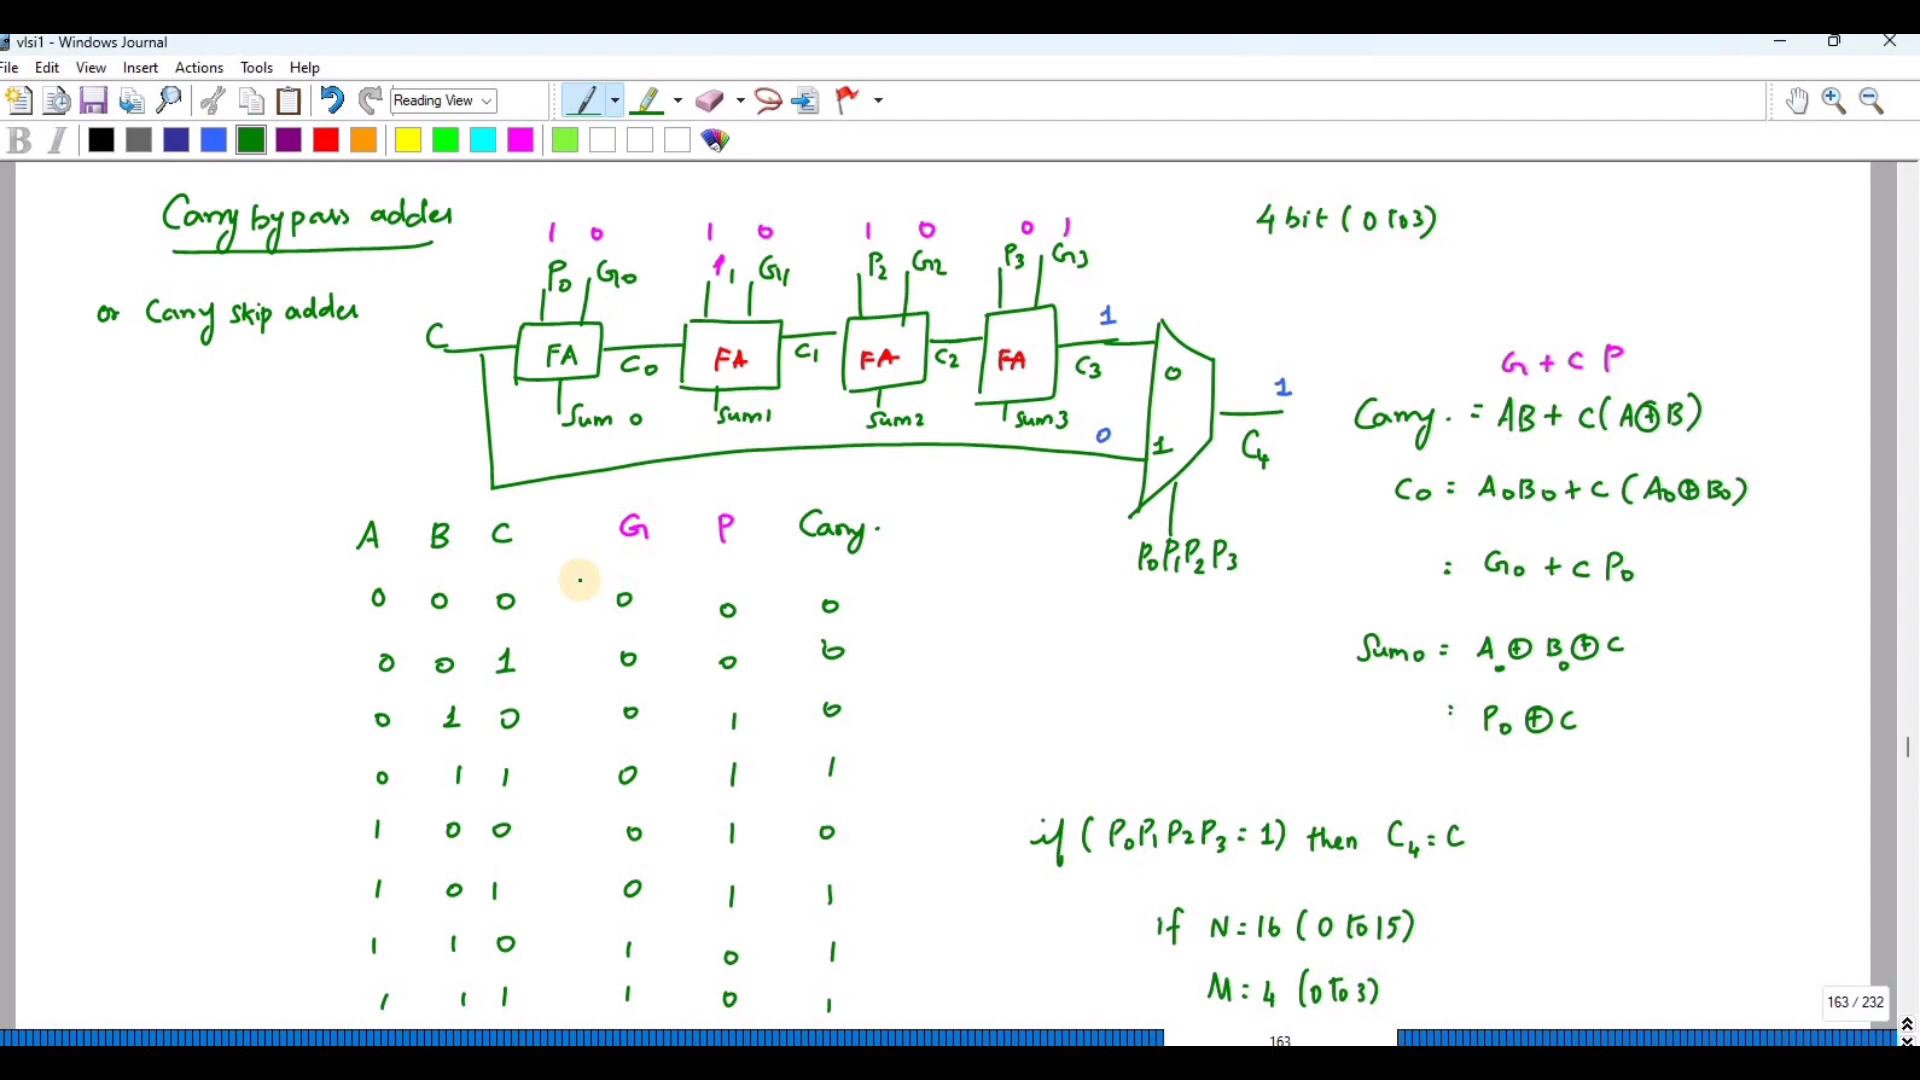 vlsi1 - Windows Journal
File Edit View Insert Actions Tools Help
Reading View
B I
Carry bypass adder
or Carry skip adder
4 bit (0 to 3)
1 0 1 0 1 0 0 1
P0 G0 P1 G1 P2 G2 P3 G3
C FA C0 FA C1 FA C2 FA C3 1 0
Sum 0 Sum1 Sum2 Sum3 0 1
1
C4
P0P1P2P3
G + C P
Carry. = AB + C(A⊕B)
C0 = A0B0 + C (A0⊕B0)
: G0 + C P0
Sum0 = A0 ⊕ B0 ⊕ C
: P0 ⊕ C
A B C G P Carry.
0 0 0 0 0 0
0 0 1 0 0 0
0 1 0 0 1 0
0 1 1 0 1 1
1 0 0 0 1 0
1 0 1 0 1 1
1 1 0 1 0 1
1 1 1 1 0 1
if (P0P1P2P3 = 1) then C4 = C
if N = 16 (0 to 15)
M = 4 (0 to 3)
163 / 232
163